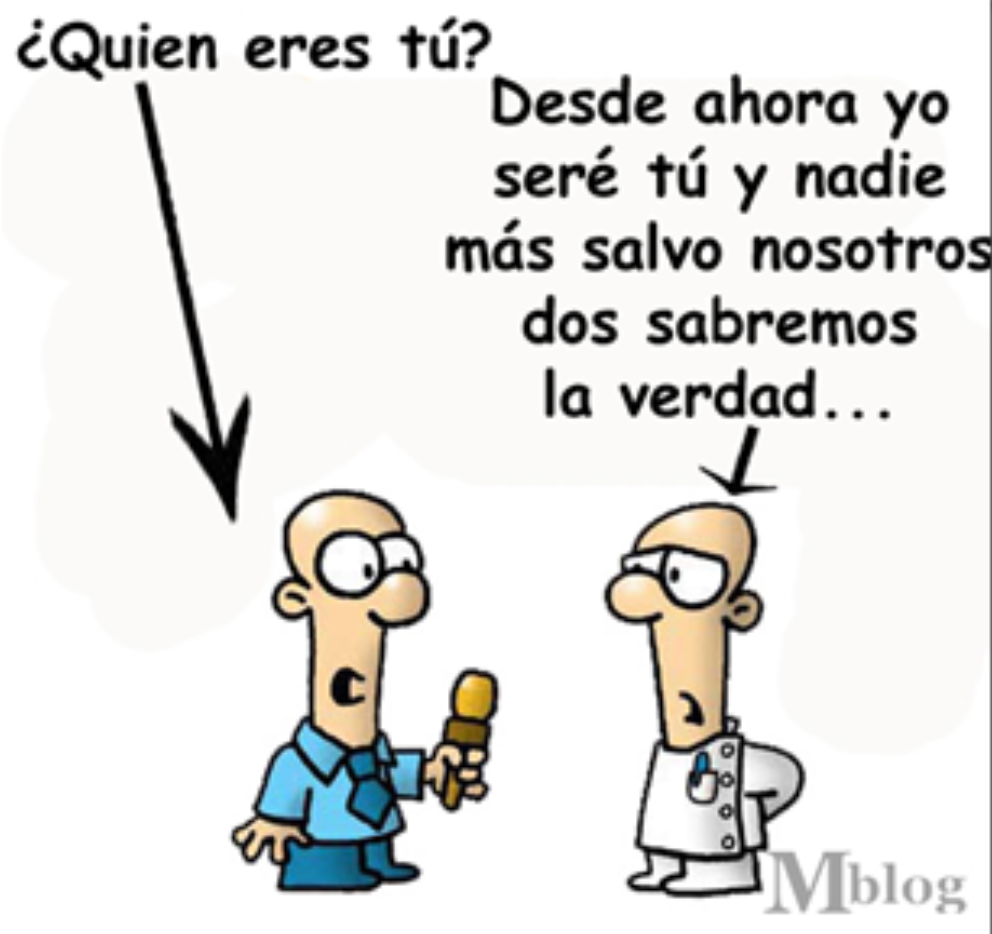 ¿Quien eres tú?
Desde ahora yo
seré tú y nadie
más salvo nosotros
dos sabremos
la verdad...
Mblog